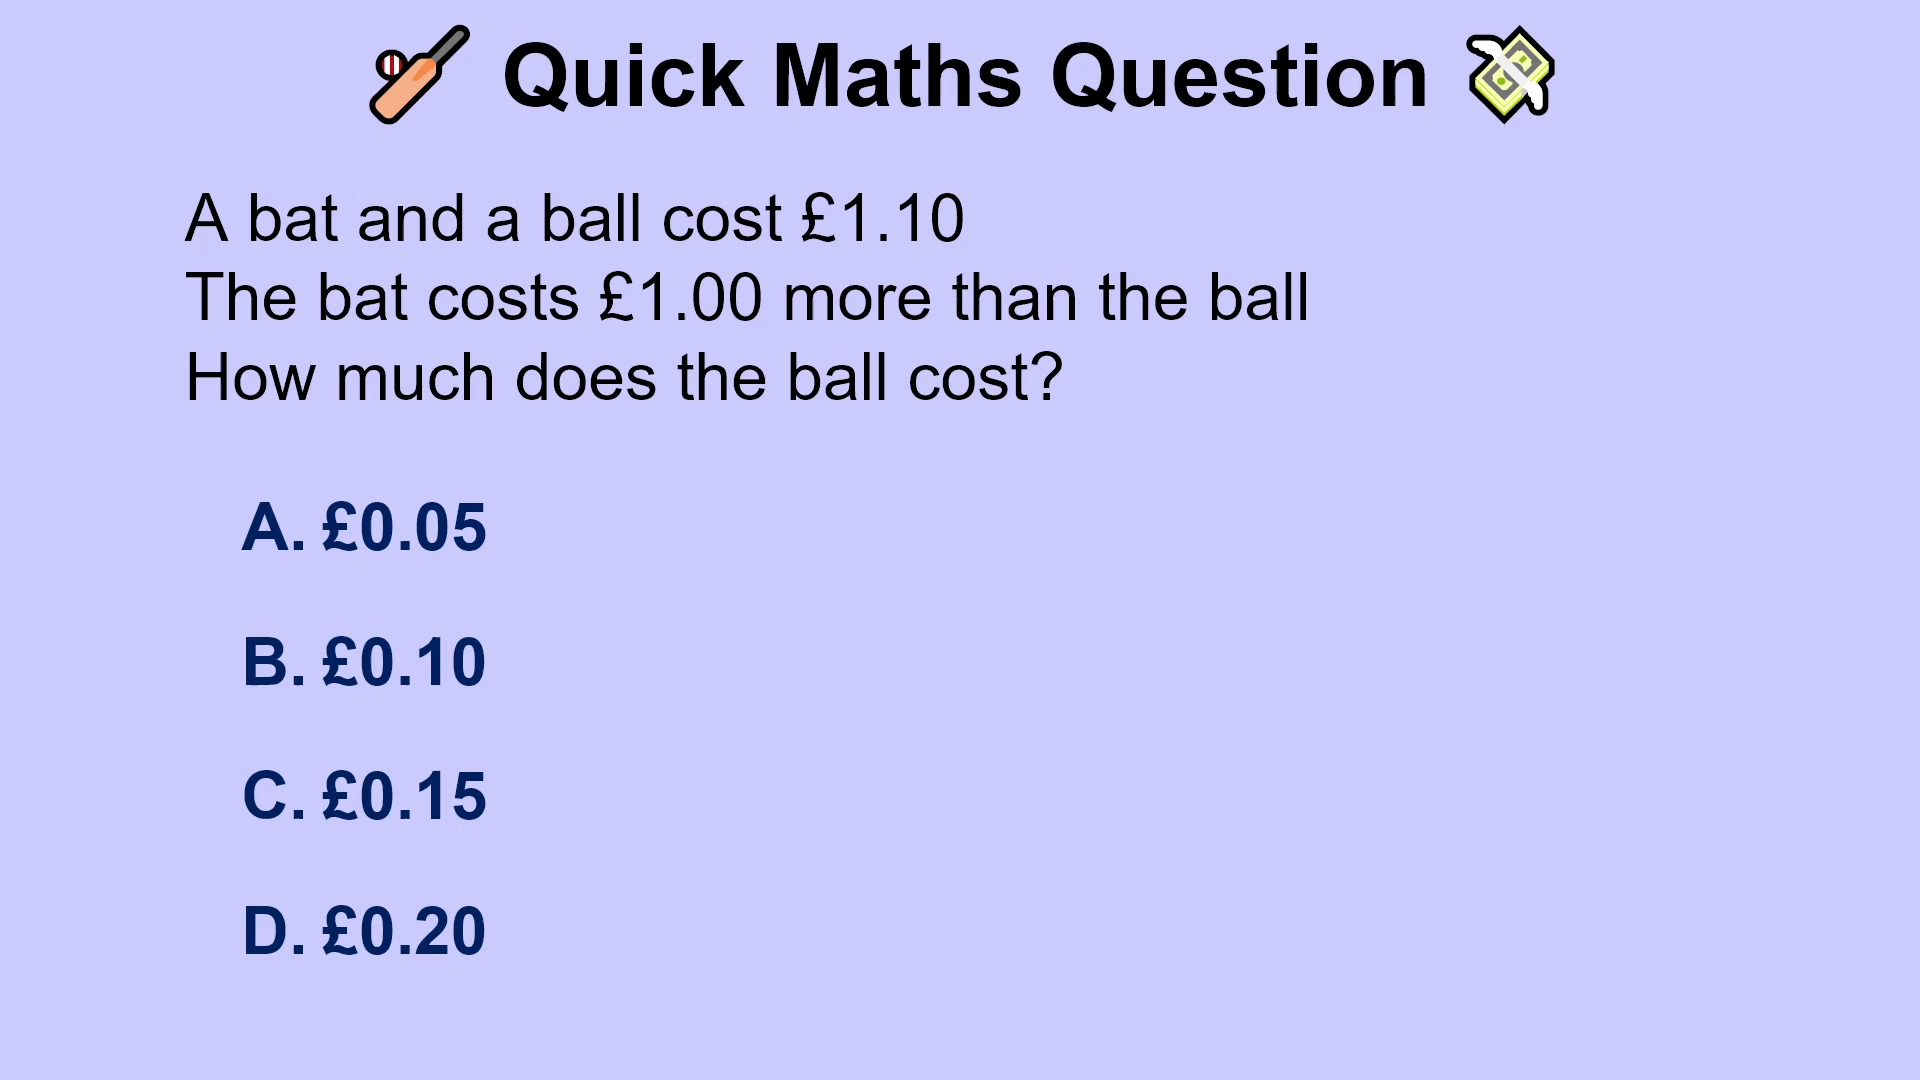 Quick Maths Question
A bat and a ball cost £1.10
The bat costs £1.00 more than the ball
How much does the ball cost?
A. £0.05
B. £0.10
C. £0.15
D. £0.20